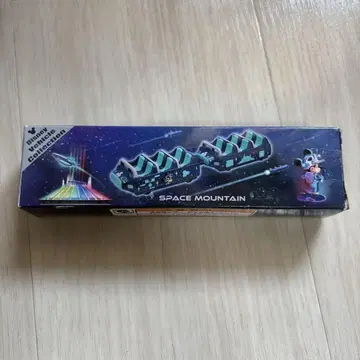 Disney
Vehicle
Collection
SPACE MOUNTAIN